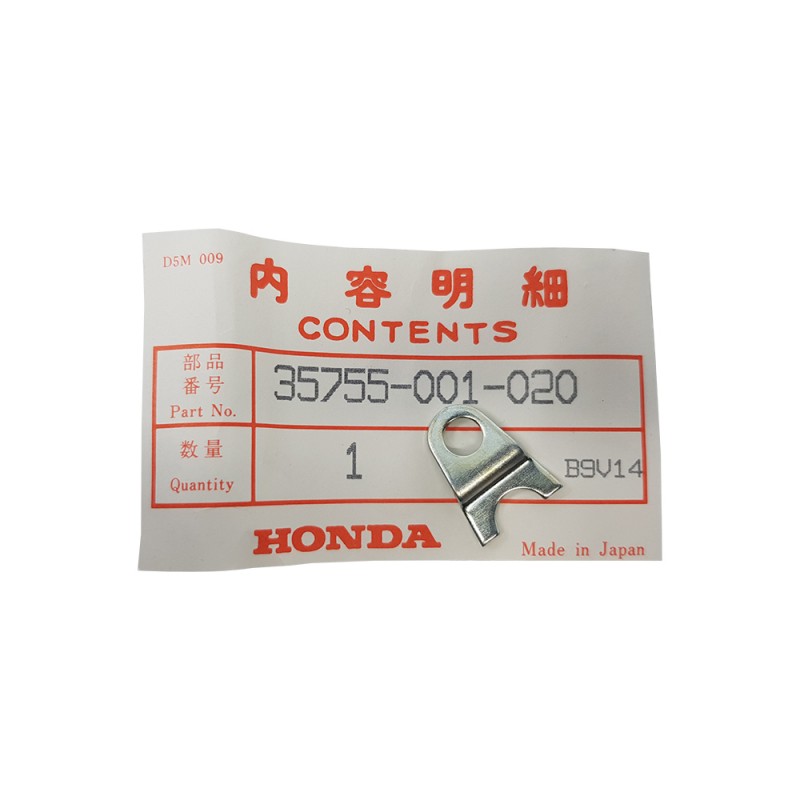 D5M 009
内容明細
CONTENTS
部品
番号
Part No.
35755-001-020
数量
Quantity
1
B9V14
HONDA
Made in Japan